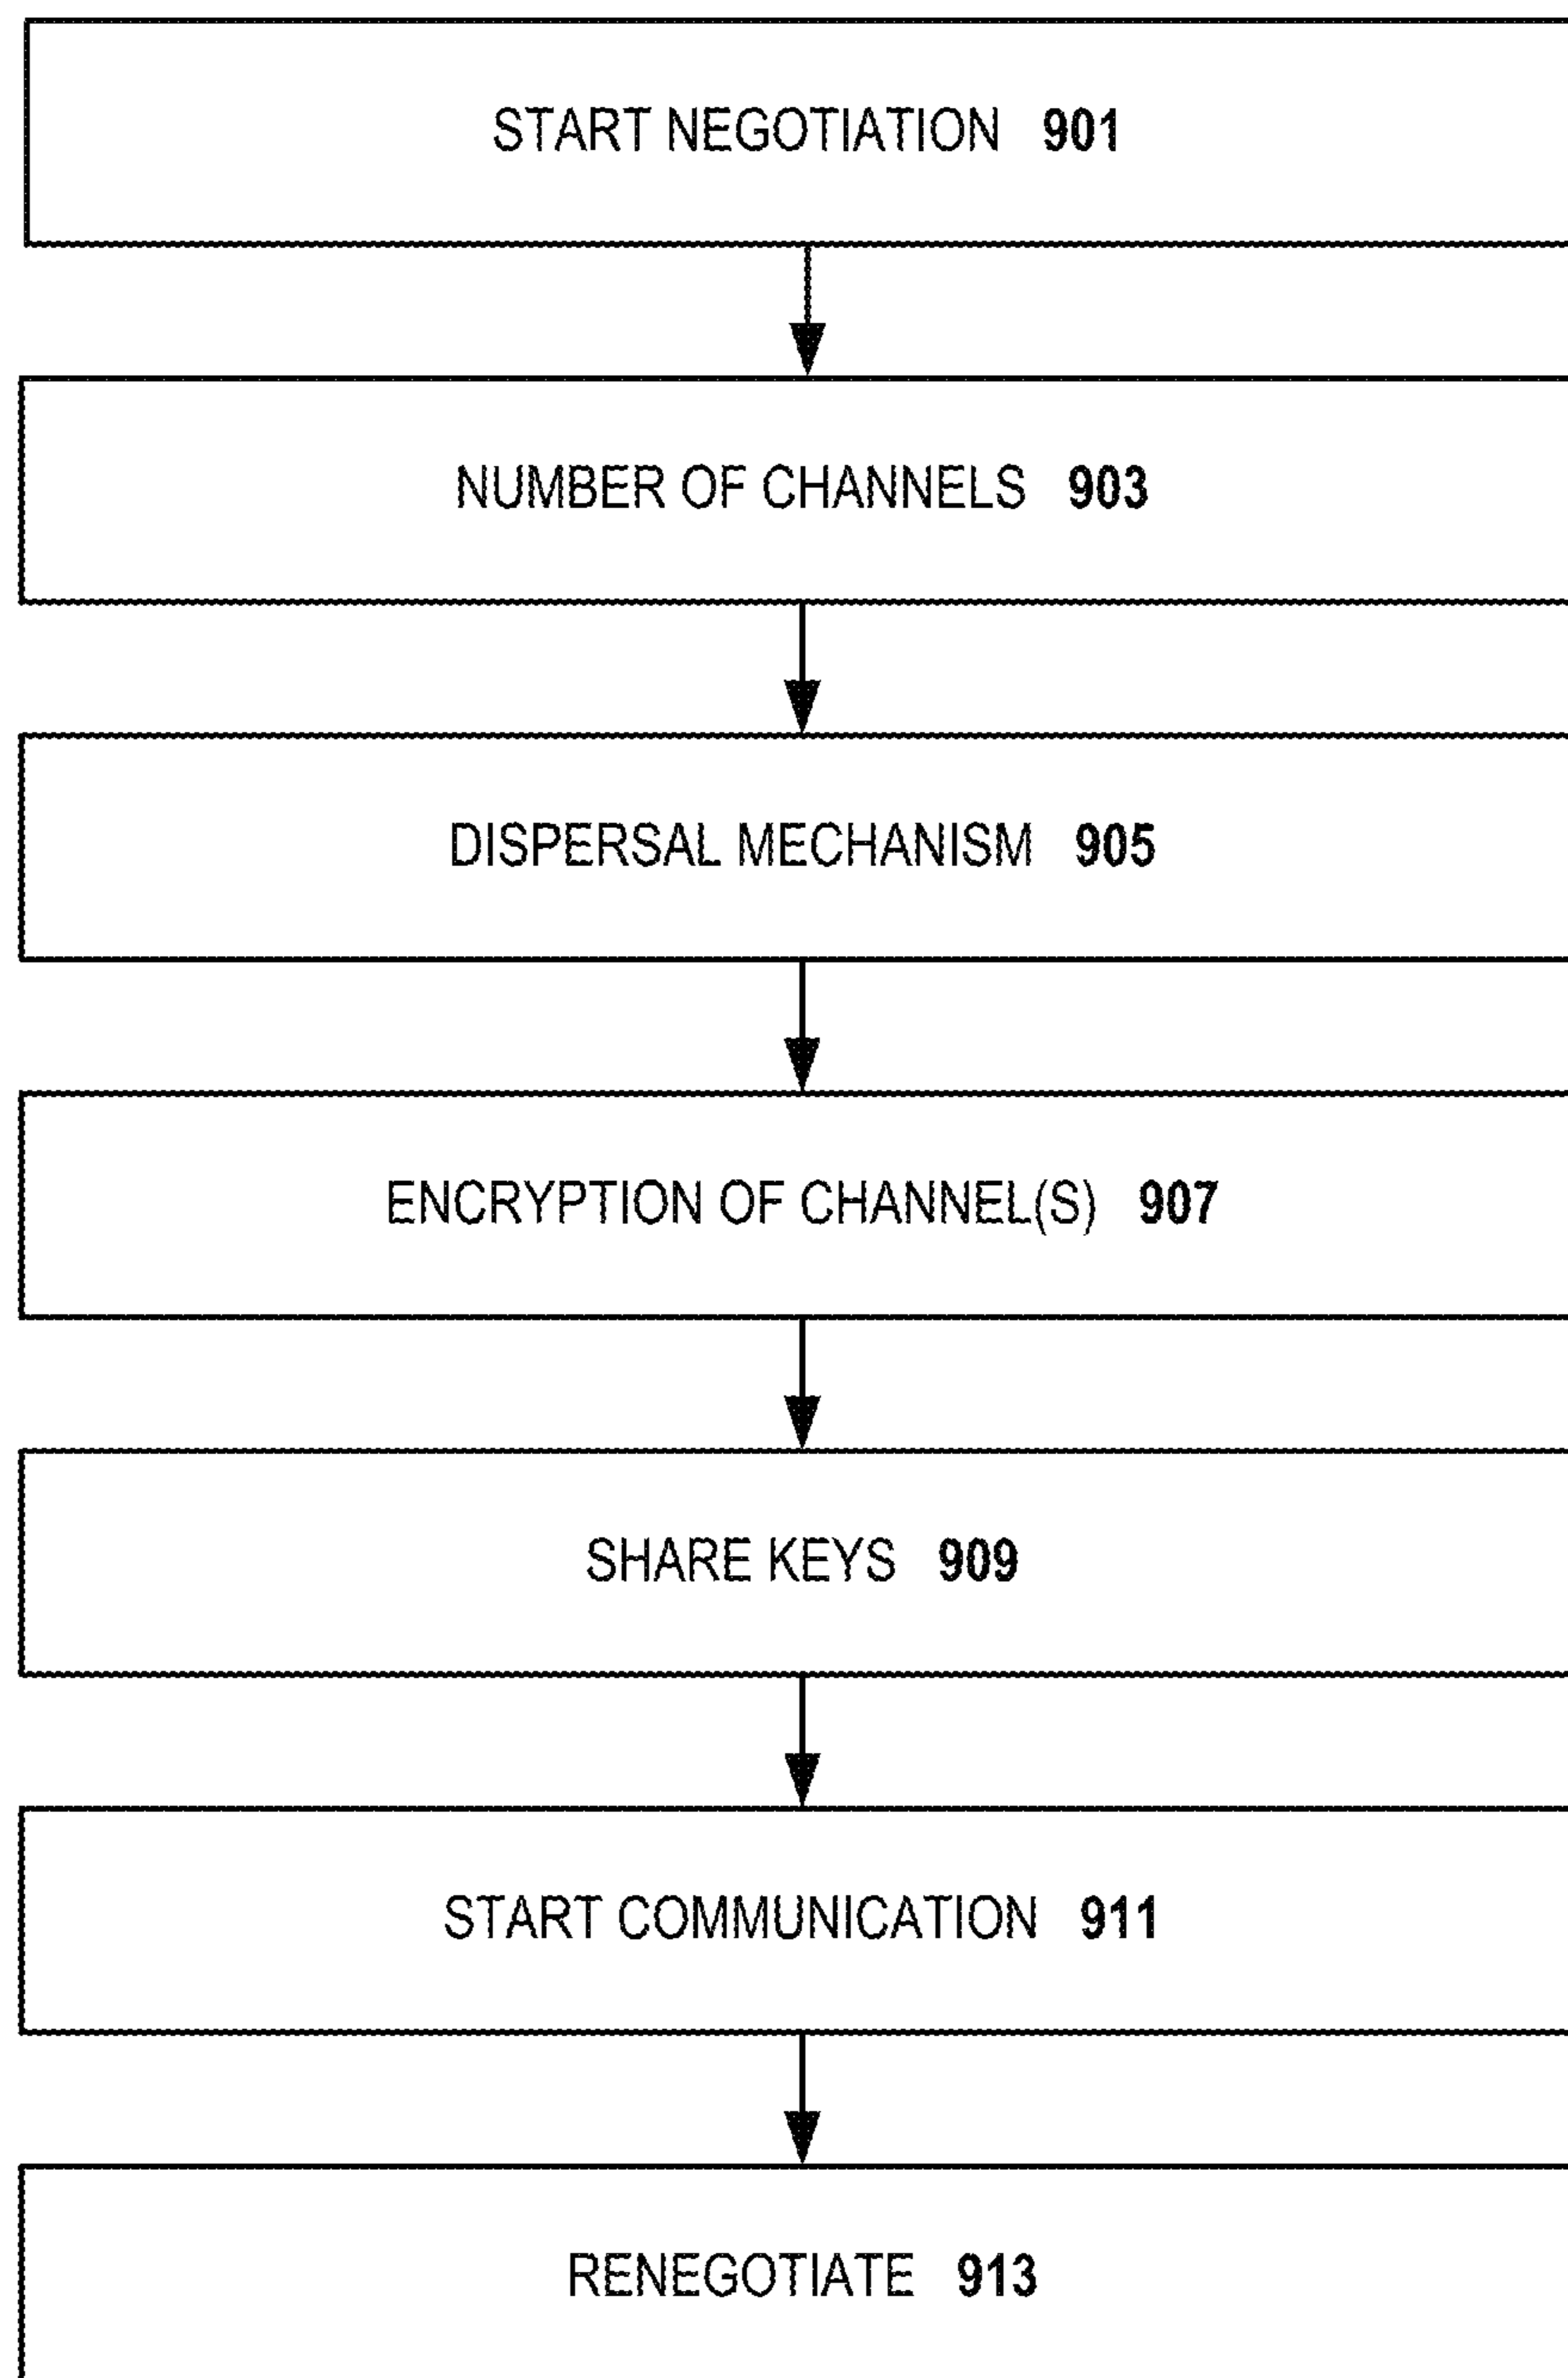 START NEGOTIATION 901
NUMBER OF CHANNELS 903
DISPERSAL MECHANISM 905
ENCRYPTION OF CHANNEL(S) 907
SHARE KEYS 909
START COMMUNICATION 911
RENEGOTIATE 913